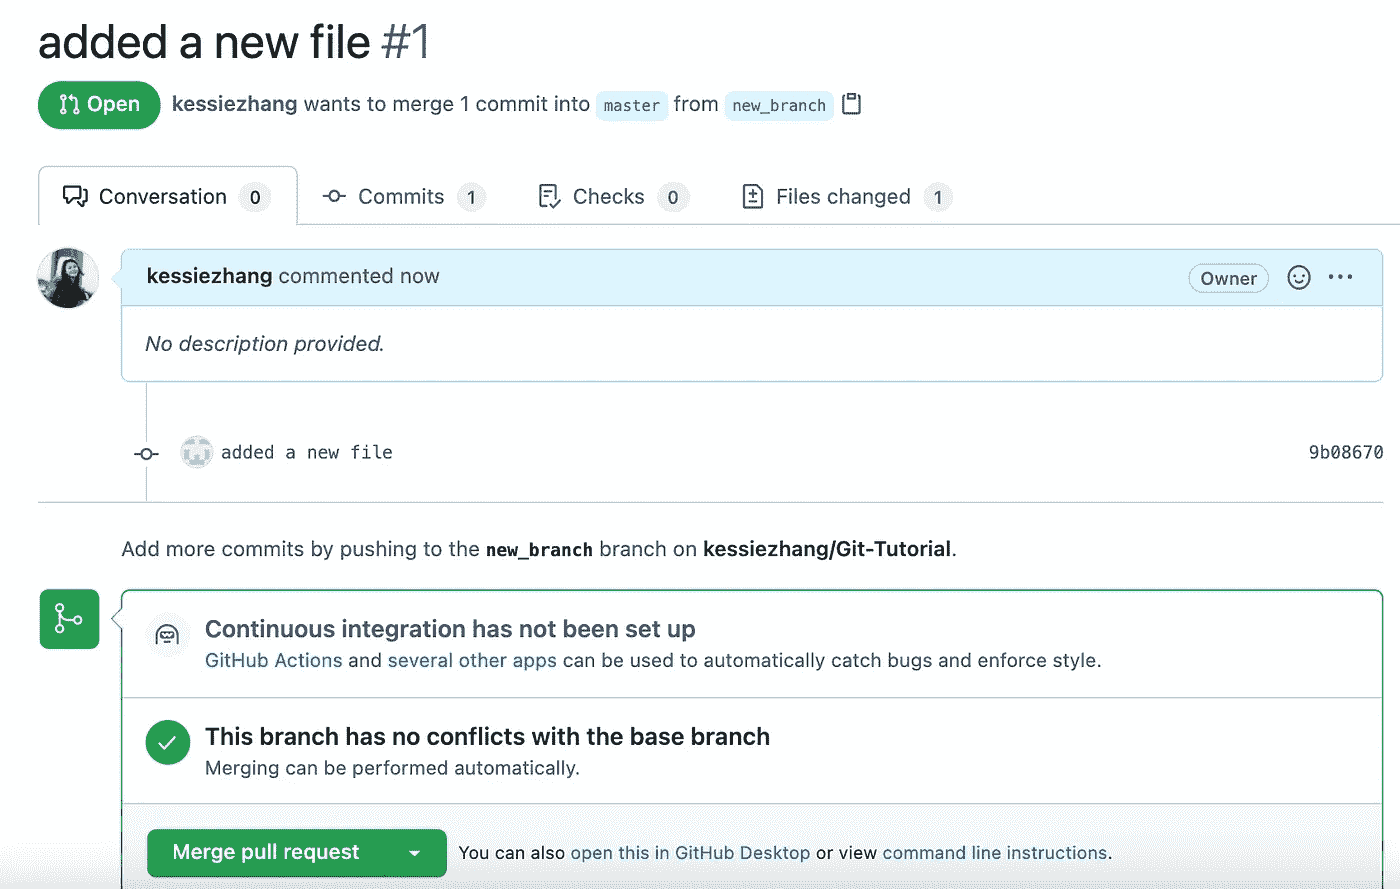 added a new file #1
Open kessiezhang wants to merge 1 commit into master from new_branch
Conversation 0 Commits 1 Checks 0 Files changed 1
kessiezhang commented now Owner
No description provided.
added a new file 9b08670
Add more commits by pushing to the new_branch branch on kessiezhang/Git-Tutorial.
Continuous integration has not been set up
GitHub Actions and several other apps can be used to automatically catch bugs and enforce style.
This branch has no conflicts with the base branch
Merging can be performed automatically.
Merge pull request You can also open this in GitHub Desktop or view command line instructions.